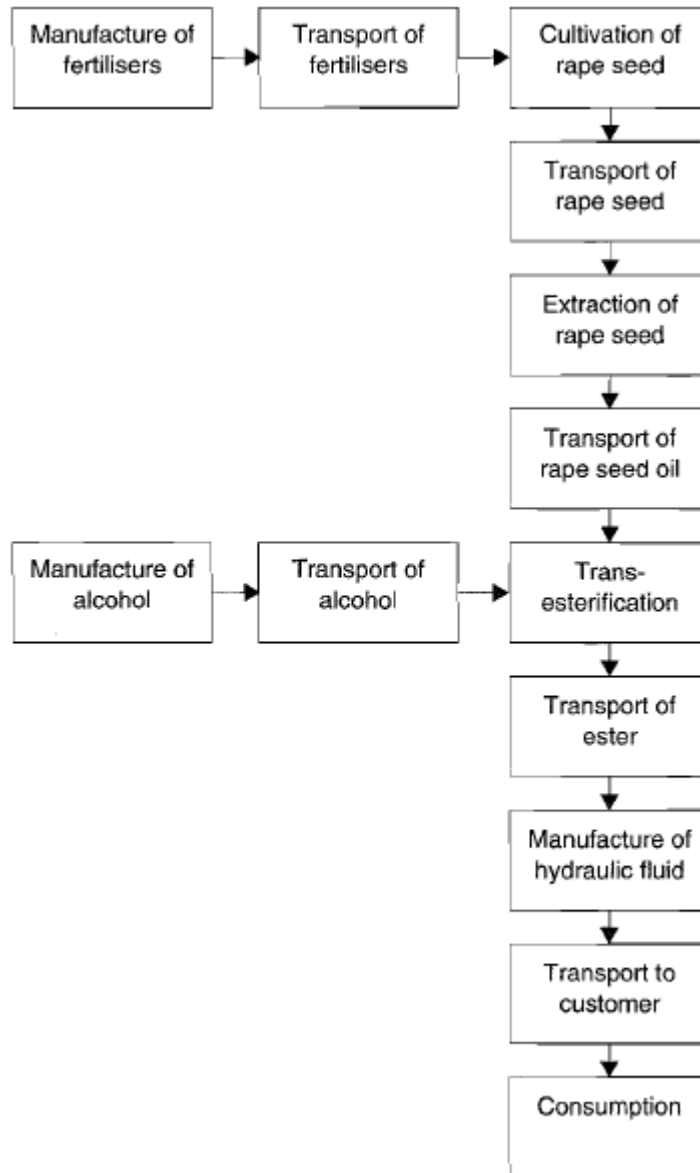 Manufacture of
fertilisers
Transport of
fertilisers
Cultivation of
rape seed
Transport of
rape seed
Extraction of
rape seed
Transport of
rape seed oil
Manufacture of
alcohol
Transport of
alcohol
Trans-
esterification
Transport of
ester
Manufacture of
hydraulic fluid
Transport to
customer
Consumption